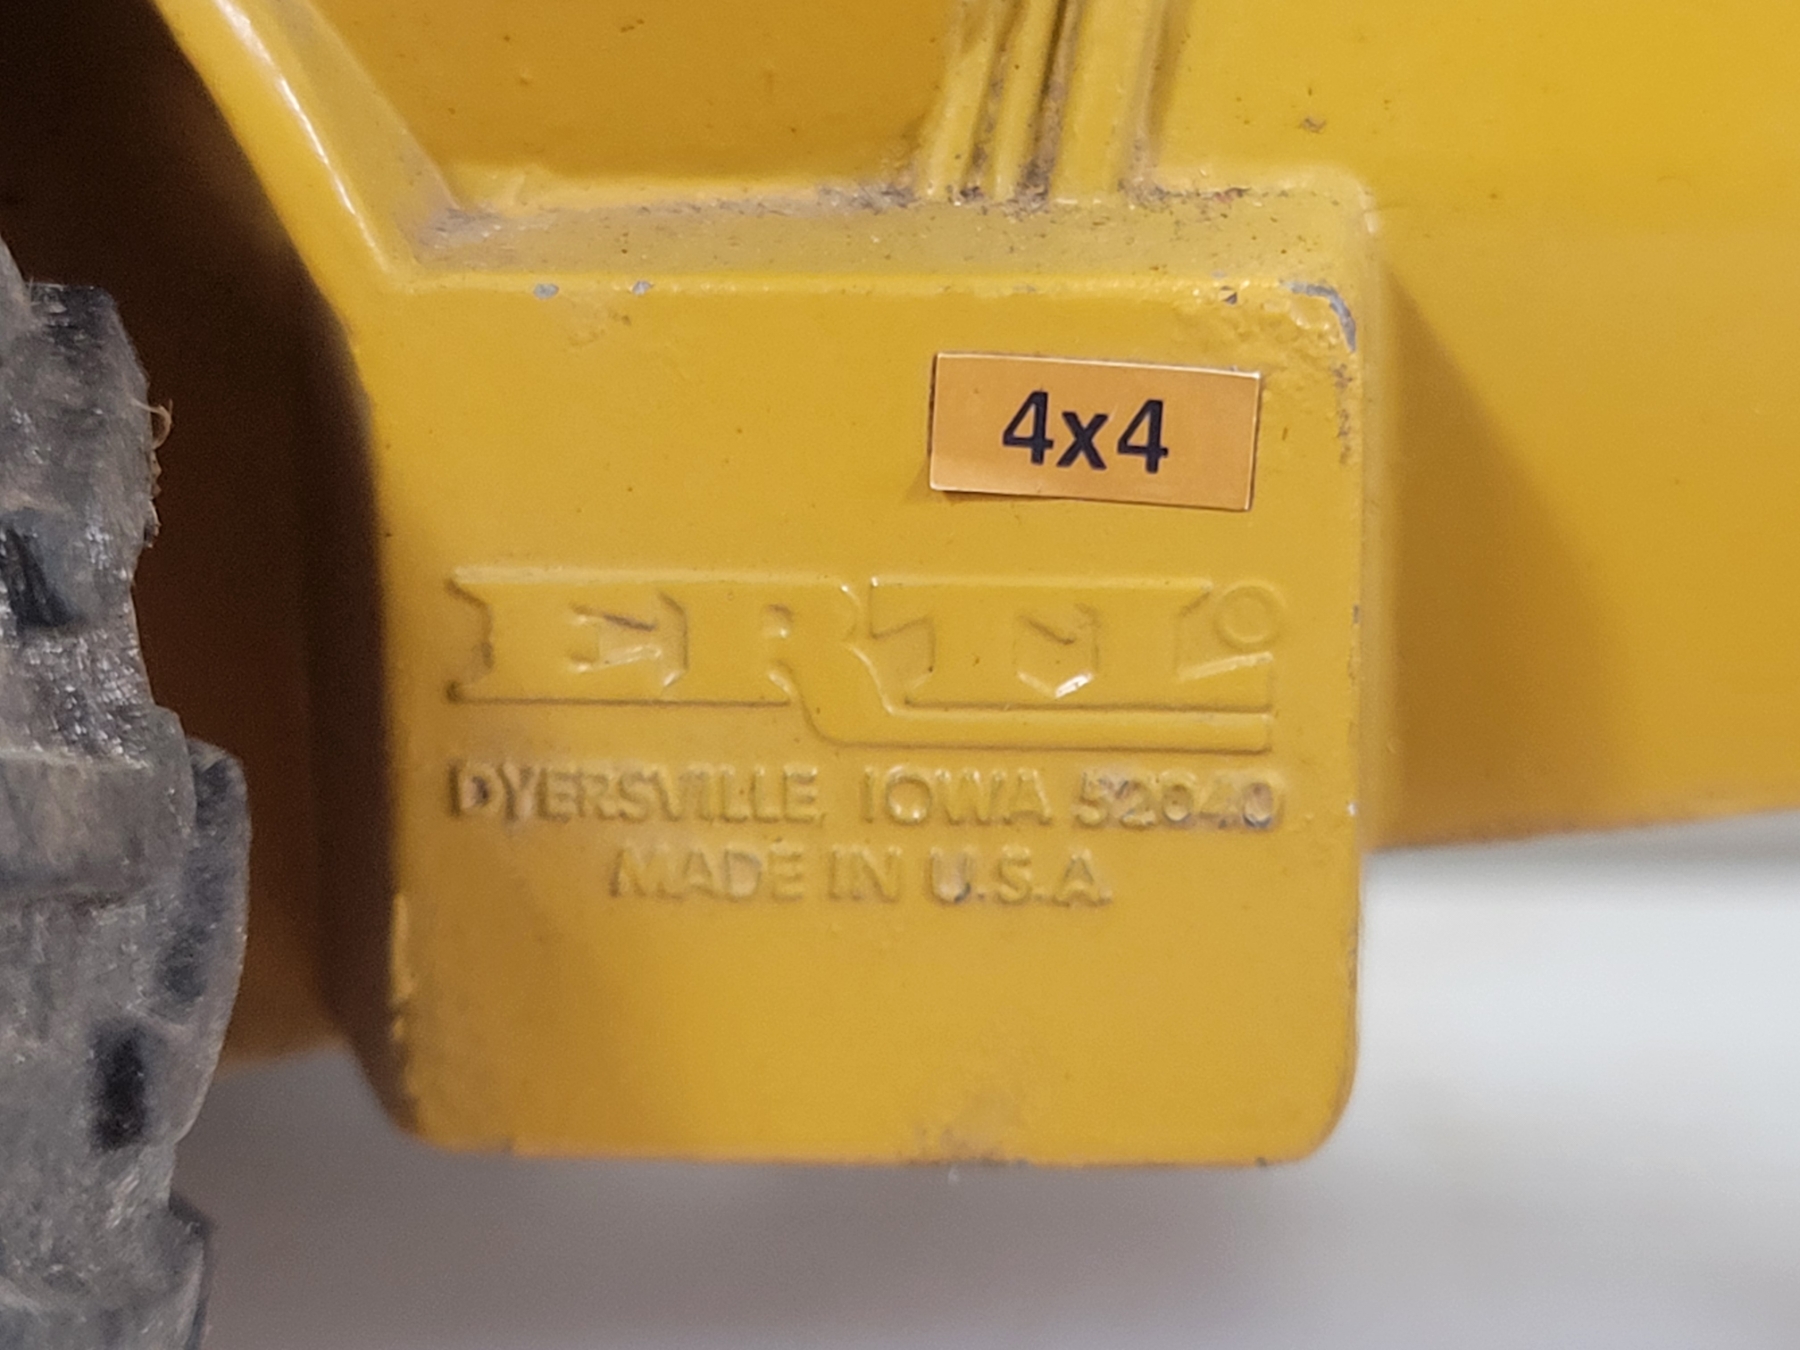 4x4
ERTL
DYERSVILLE, IOWA 52040
MADE IN U.S.A.